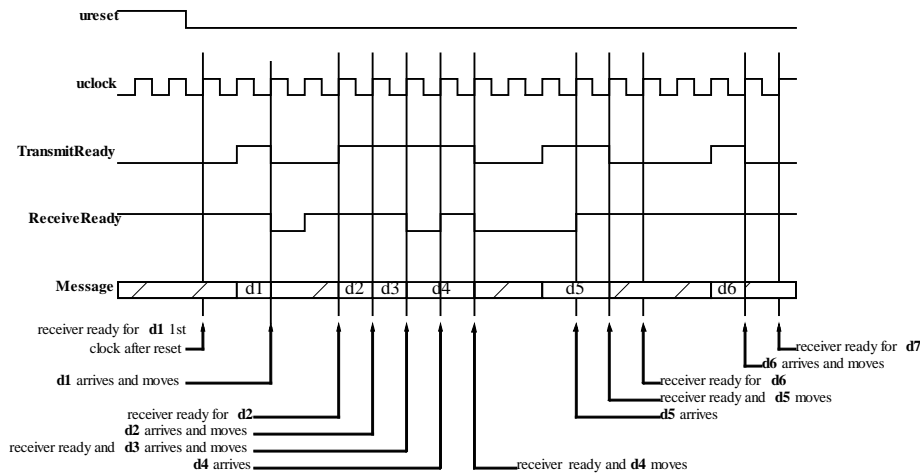 ureset
uclock
TransmitReady
ReceiveReady
Message
d1
d2
d3
d4
d5
d6
receiver ready for d1 1st
clock after reset
d1 arrives and moves
receiver ready for d2
d2 arrives and moves
receiver ready and d3 arrives and moves
d4 arrives
receiver ready and d4 moves
receiver ready for d7
d6 arrives and moves
receiver ready for d6
receiver ready and d5 moves
d5 arrives